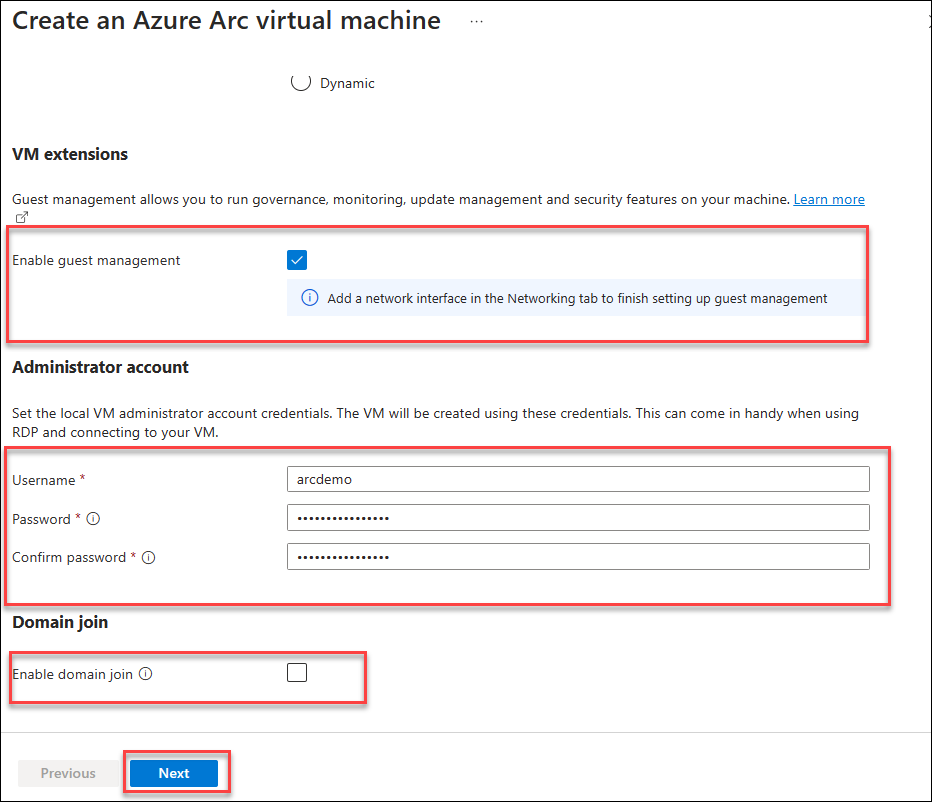 Create an Azure Arc virtual machine ...
Dynamic
VM extensions
Guest management allows you to run governance, monitoring, update management and security features on your machine. Learn more
Enable guest management
Add a network interface in the Networking tab to finish setting up guest management
Administrator account
Set the local VM administrator account credentials. The VM will be created using these credentials. This can come in handy when using
RDP and connecting to your VM.
Username *
arcdemo
Password *
••••••••••••••••
Confirm password *
••••••••••••••••
Domain join
Enable domain join
Previous
Next